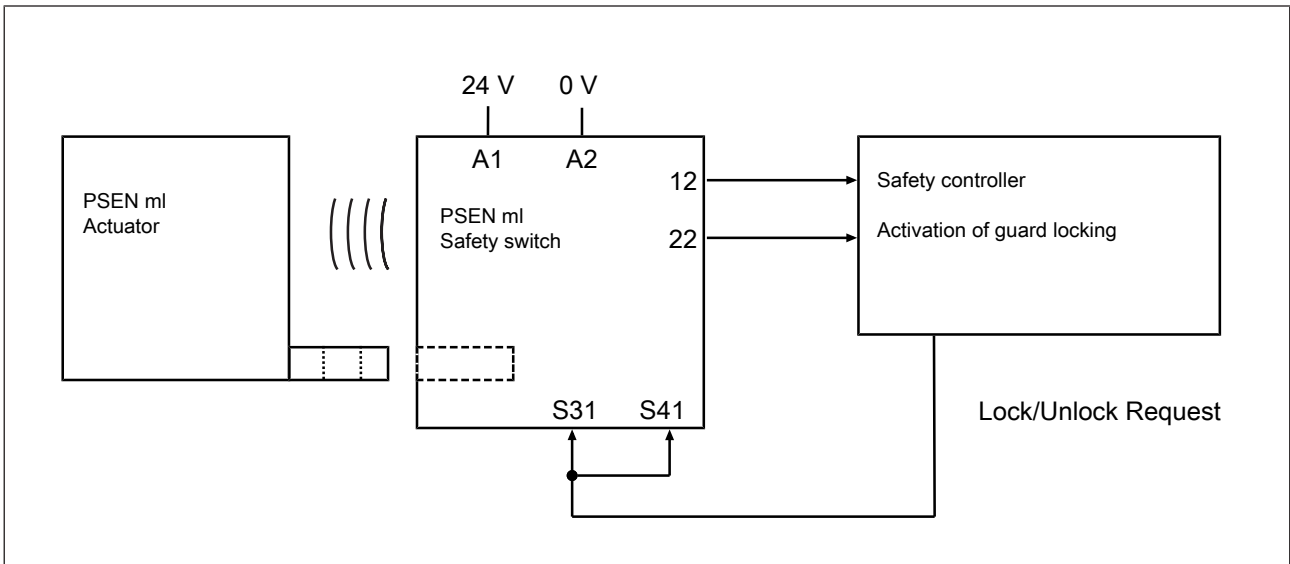 24 V
0 V
A1
A2
12
22
PSEN ml
Actuator
PSEN ml
Safety switch
Safety controller
Activation of guard locking
S31
S41
Lock/Unlock Request